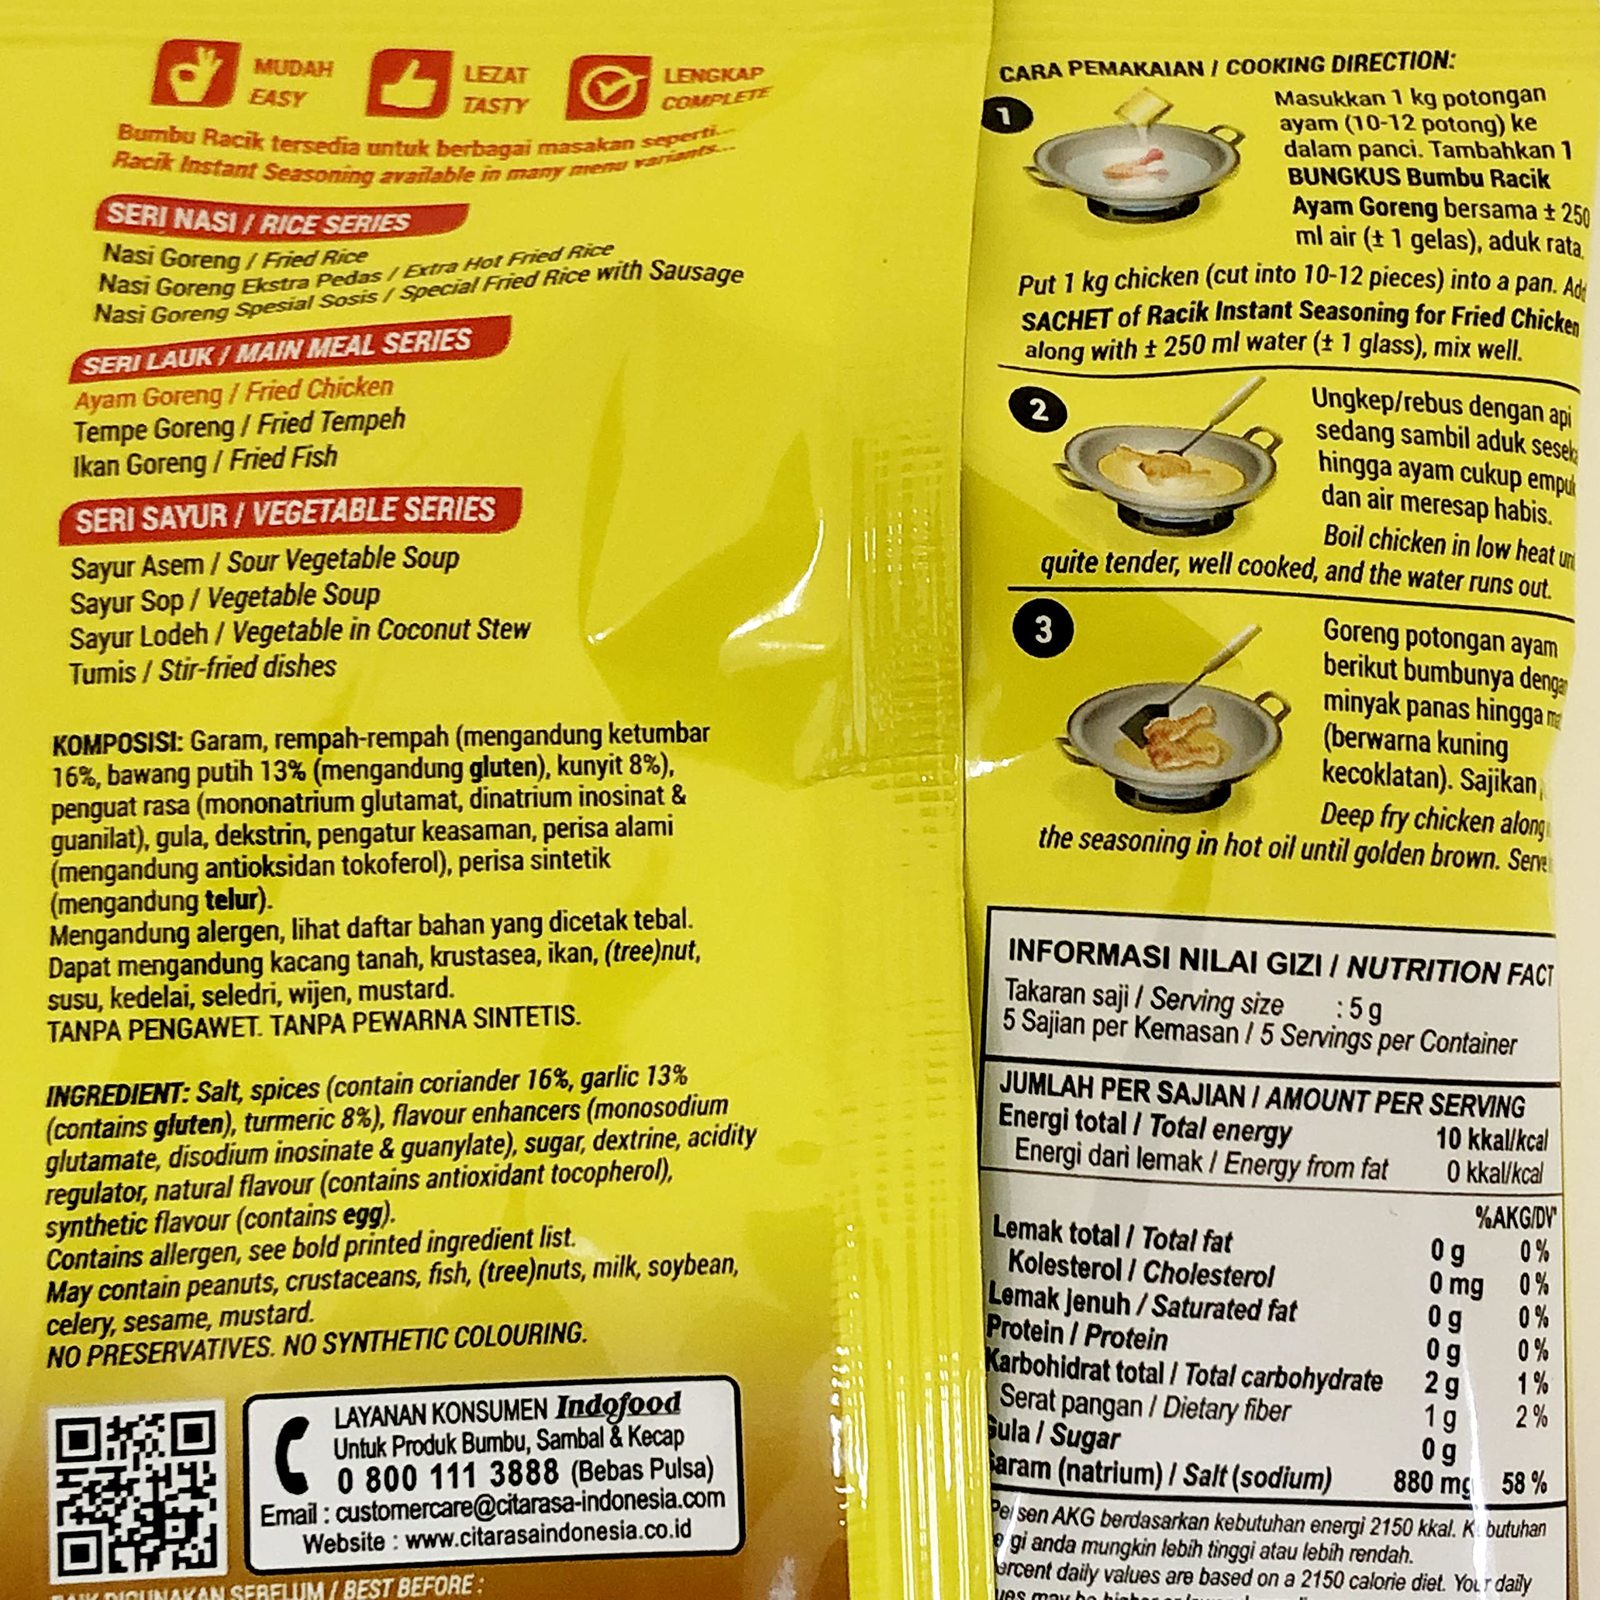 MUDAH
EASY
LEZAT
TASTY
LENGKAP
COMPLETE
Bumbu Racik tersedia untuk berbagai masakan seperti...
Racik Instant Seasoning available in many menu variants...
SERI NASI / RICE SERIES
Nasi Goreng / Fried Rice
Nasi Goreng Ekstra Pedas / Extra Hot Fried Rice
Nasi Goreng Spesial Sosis / Special Fried Rice with Sausage
SERI LAUK / MAIN MEAL SERIES
Ayam Goreng / Fried Chicken
Tempe Goreng / Fried Tempeh
Ikan Goreng / Fried Fish
SERI SAYUR / VEGETABLE SERIES
Sayur Asem / Sour Vegetable Soup
Sayur Sop / Vegetable Soup
Sayur Lodeh / Vegetable in Coconut Stew
Tumis / Stir-fried dishes
KOMPOSISI: Garam, rempah-rempah (mengandung ketumbar
16%, bawang putih 13% (mengandung gluten), kunyit 8%),
penguat rasa (mononatrium glutamat, dinatrium inosinat &
guanilat), gula, dekstrin, pengatur keasaman, perisa alami
(mengandung antioksidan tokoferol), perisa sintetik
(mengandung telur).
Mengandung alergen, lihat daftar bahan yang dicetak tebal.
Dapat mengandung kacang tanah, krustasea, ikan, (tree)nut,
susu, kedelai, seledri, wijen, mustard.
TANPA PENGAWET. TANPA PEWARNA SINTETIS.
INGREDIENT: Salt, spices (contain coriander 16%, garlic 13%
(contains gluten), turmeric 8%), flavour enhancers (monosodium
glutamate, disodium inosinate & guanylate), sugar, dextrine, acidity
regulator, natural flavour (contains antioxidant tocopherol),
synthetic flavour (contains egg).
Contains allergen, see bold printed ingredient list.
May contain peanuts, crustaceans, fish, (tree)nuts, milk, soybean,
celery, sesame, mustard.
NO PRESERVATIVES. NO SYNTHETIC COLOURING.
LAYANAN KONSUMEN Indofood
Untuk Produk Bumbu, Sambal & Kecap
0 800 111 3888 (Bebas Pulsa)
Email : customercare@citarasa-indonesia.com
Website : www.citarasaindonesia.co.id
BAIK DIGUNAKAN SEBELUM / BEST BEFORE :
CARA PEMAKAIAN / COOKING DIRECTION:
1
Masukkan 1 kg potongan
ayam (10-12 potong) ke
dalam panci. Tambahkan 1
BUNGKUS Bumbu Racik
Ayam Goreng bersama ± 250
ml air (± 1 gelas), aduk rata.
Put 1 kg chicken (cut into 10-12 pieces) into a pan. Add
SACHET of Racik Instant Seasoning for Fried Chicken
along with ± 250 ml water (± 1 glass), mix well.
2
Ungkep/rebus dengan api
sedang sambil aduk
hingga ayam cukup
dan air meresap habis.
Boil chicken in low heat
quite tender, well cooked, and the water runs out.
3
Goreng potongan ayam
berikut bumbunya dengan
minyak panas hingga
(berwarna kuning
kecoklatan). Sajikan
Deep fry chicken along
the seasoning in hot oil until golden brown. Serve
INFORMASI NILAI GIZI / NUTRITION FACT
Takaran saji / Serving size : 5 g
5 Sajian per Kemasan / 5 Servings per Container
JUMLAH PER SAJIAN / AMOUNT PER SERVING
Energi total / Total energy 10 kkal/kcal
Energi dari lemak / Energy from fat 0 kkal/kcal
%AKG/DV*
Lemak total / Total fat 0 g 0 %
Kolesterol / Cholesterol 0 mg 0 %
Lemak jenuh / Saturated fat 0 g 0 %
Protein / Protein 0 g 0 %
Karbohidrat total / Total carbohydrate 2 g 1 %
Serat pangan / Dietary fiber 1 g 2 %
Gula / Sugar 0 g
Garam (natrium) / Salt (sodium) 880 mg 58 %
Persen AKG berdasarkan kebutuhan energi 2150 kkal. Kebutuhan
energi anda mungkin lebih tinggi atau lebih rendah.
Percent daily values are based on a 2150 calorie diet. Your daily